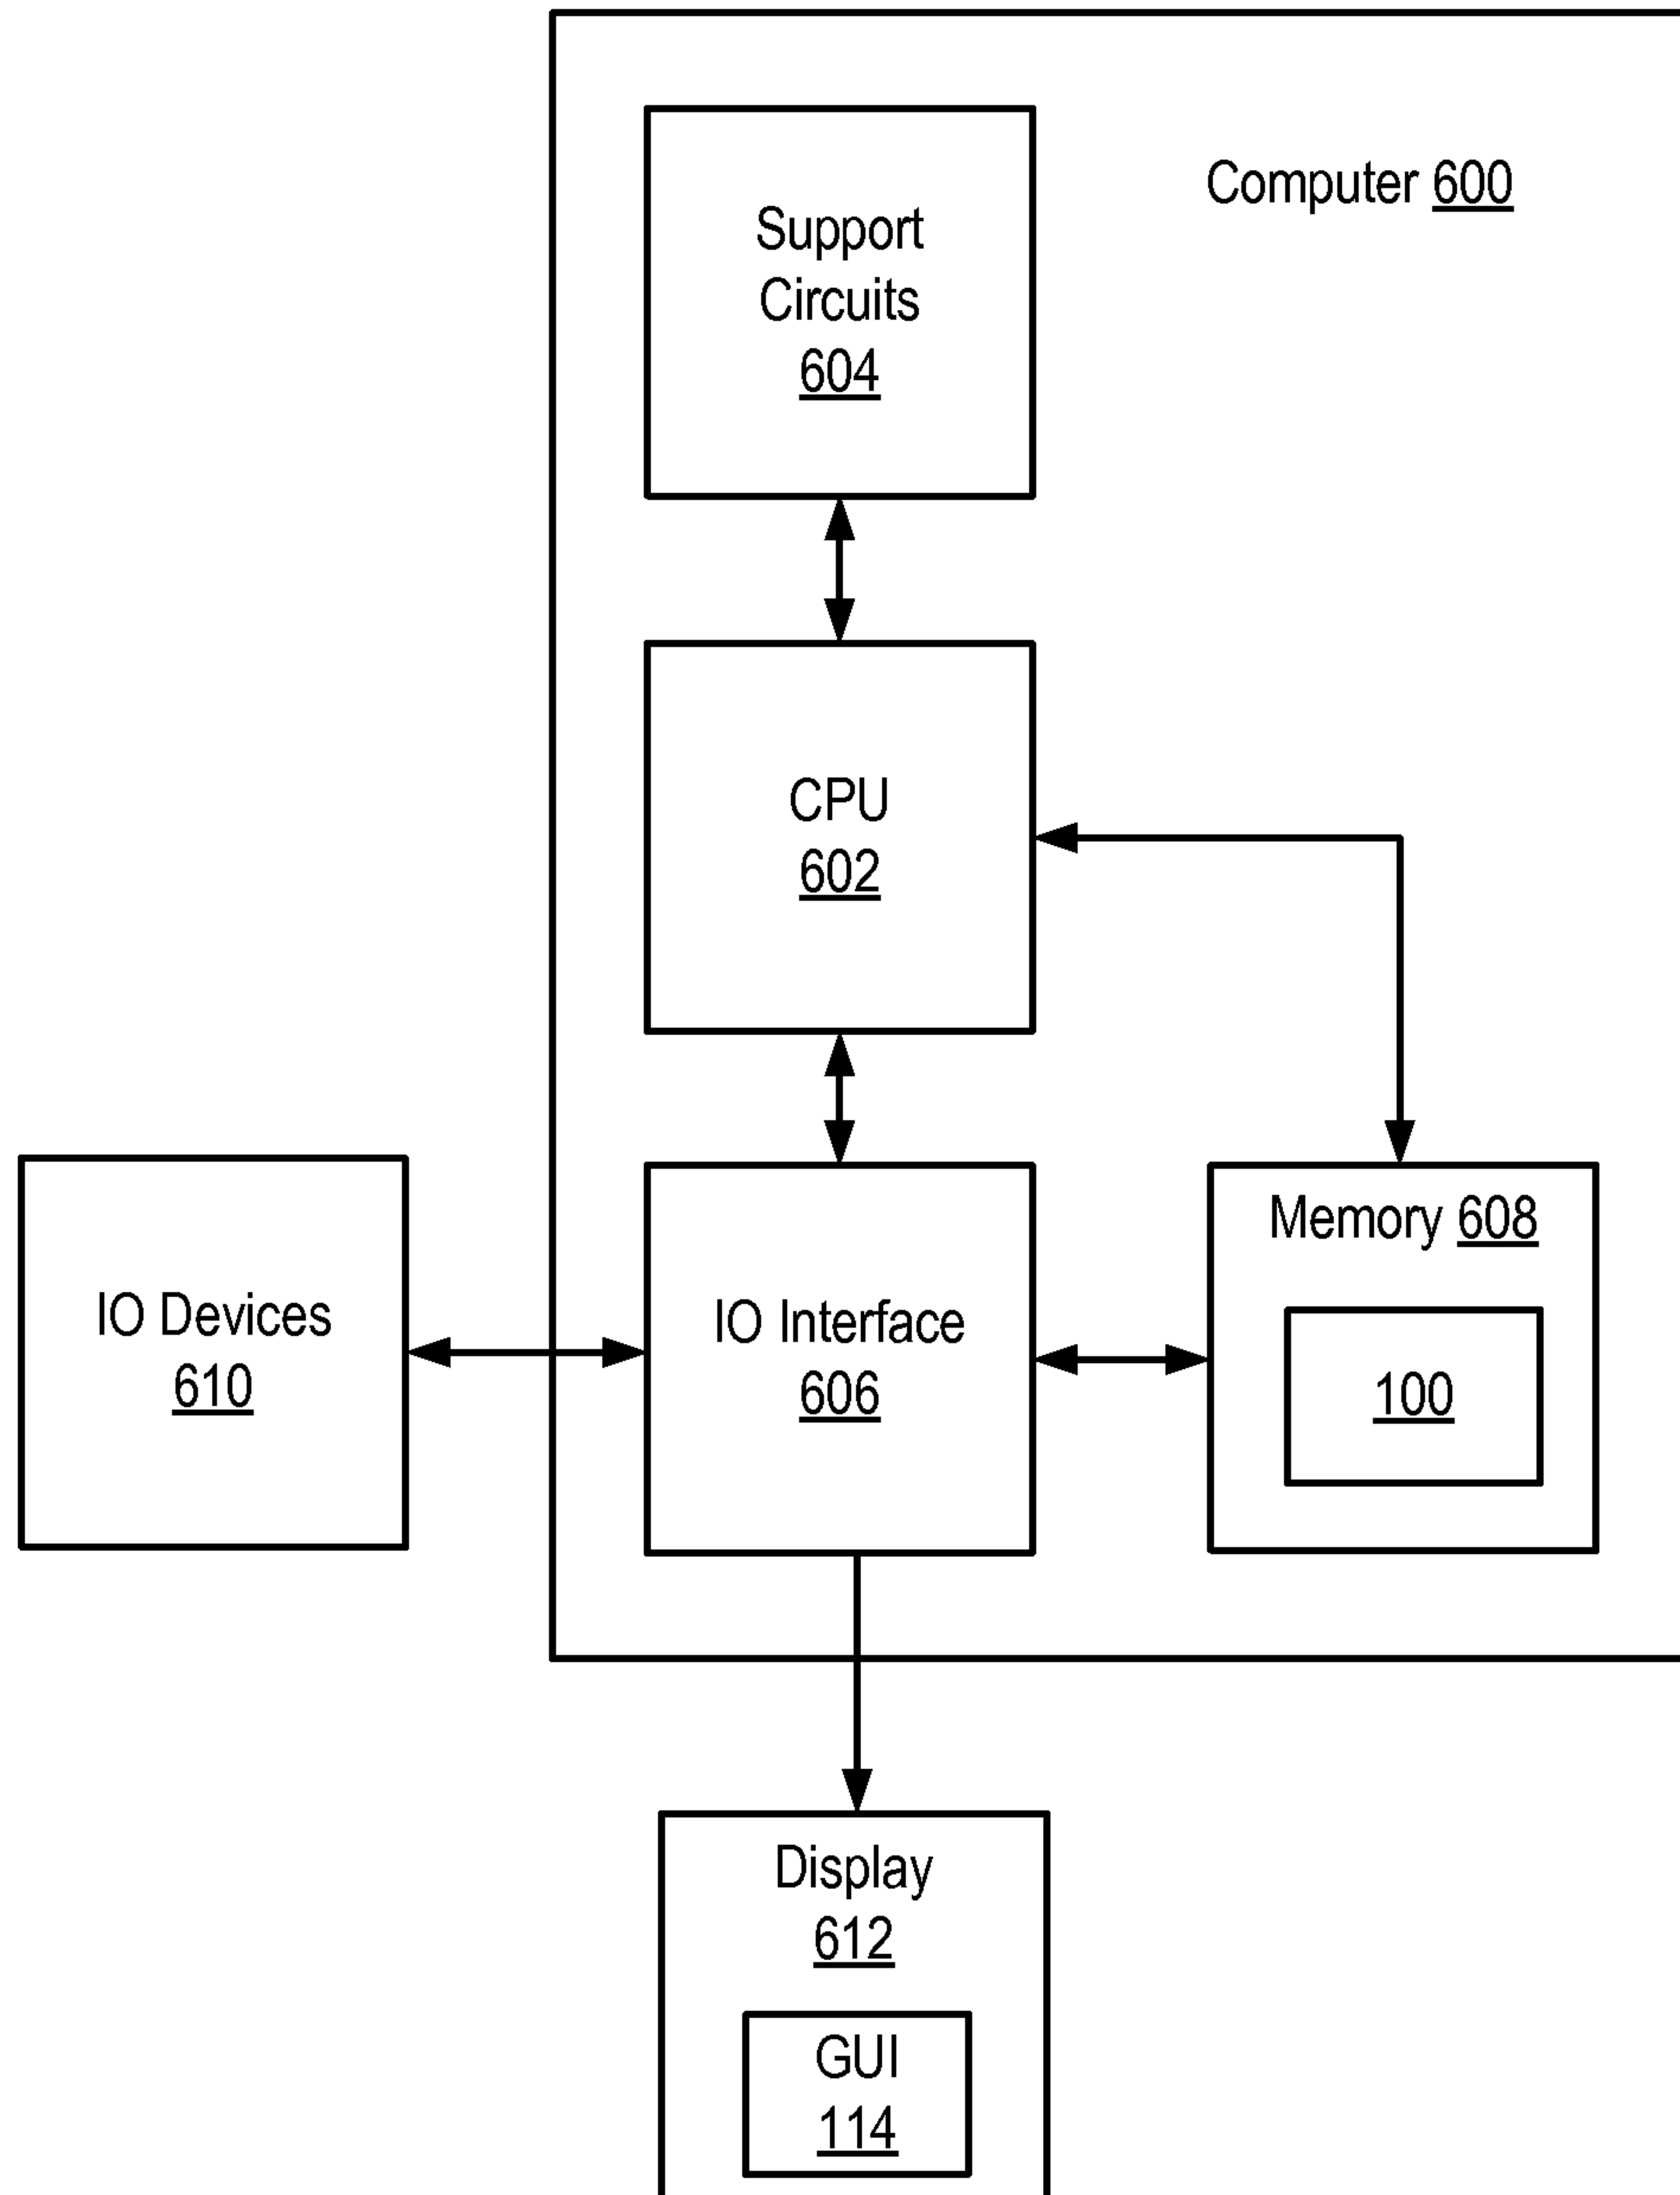 Computer 600
Support
Circuits
604
CPU
602
IO Devices
610
IO Interface
606
Memory 608
100
Display
612
GUI
114